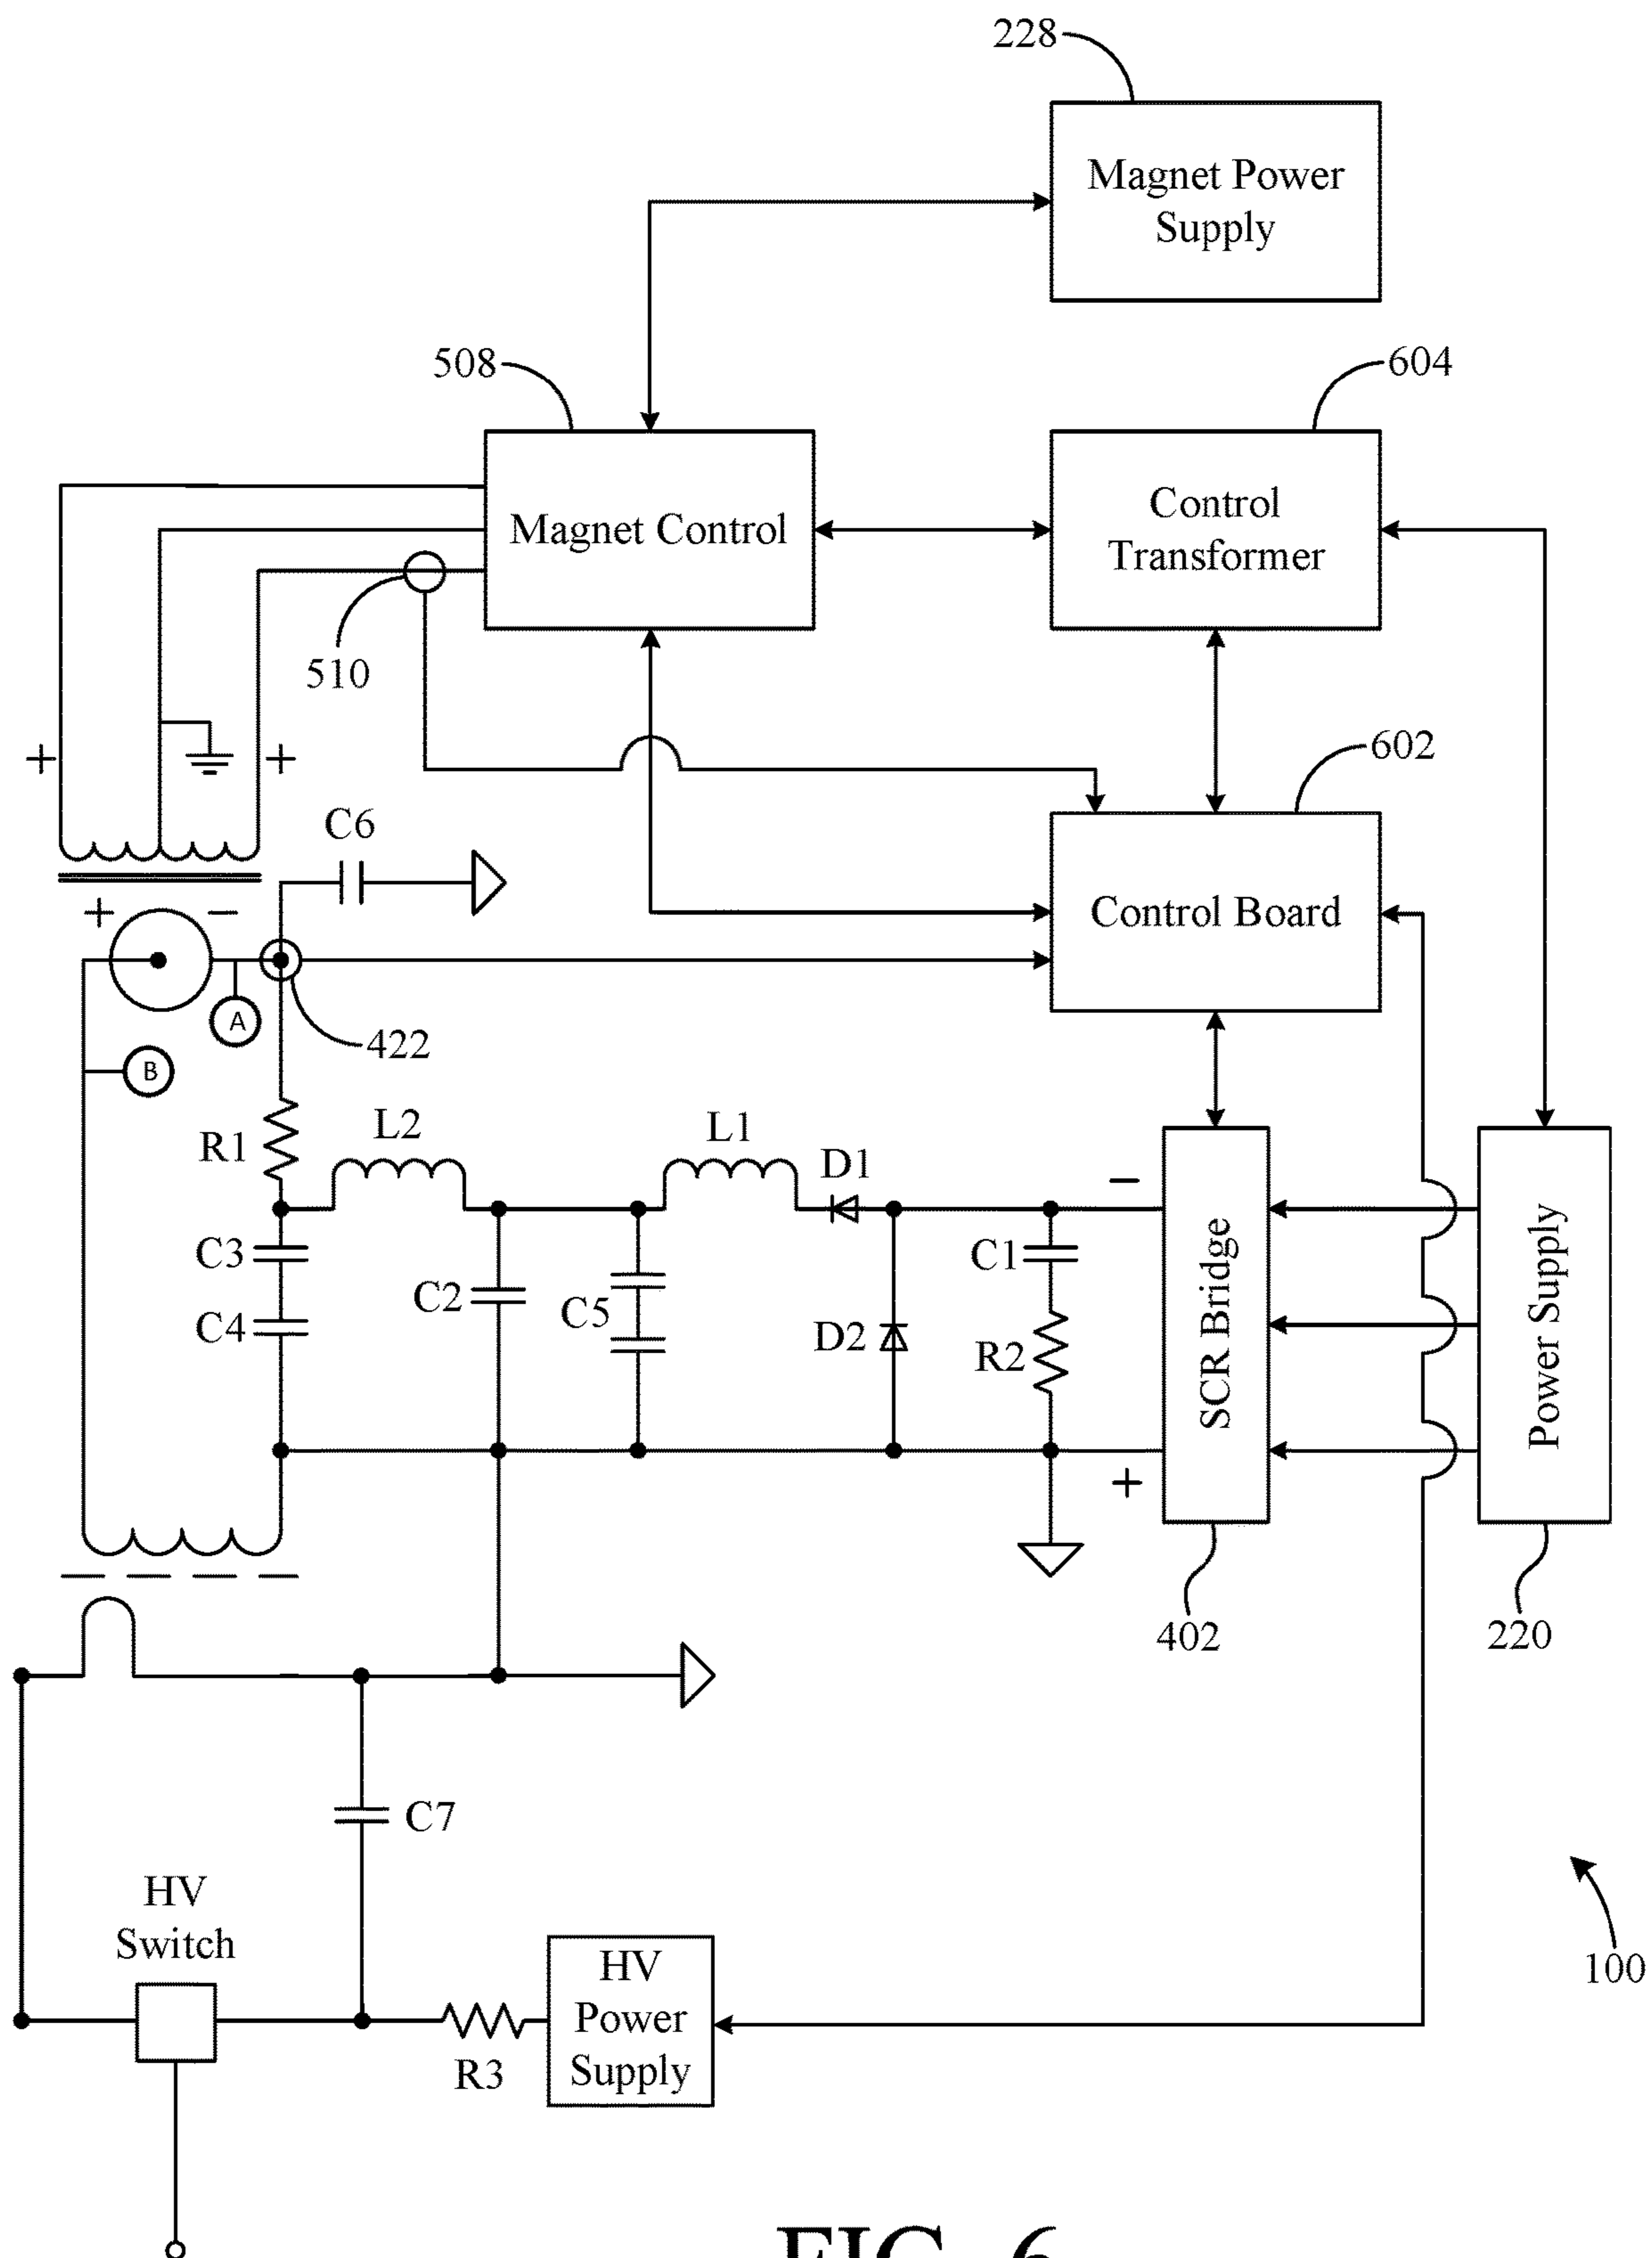 228
Magnet Power
Supply
508
604
Magnet Control
Control
Transformer
510
+
+
602
C6
Control Board
+
−
A
422
B
R1
L2
L1
D1
−
C3
C4
C2
C5
D2
C1
R2
SCR Bridge
Power Supply
+
402
220
C7
HV
Switch
HV
Power
Supply
R3
100
FIG. 6